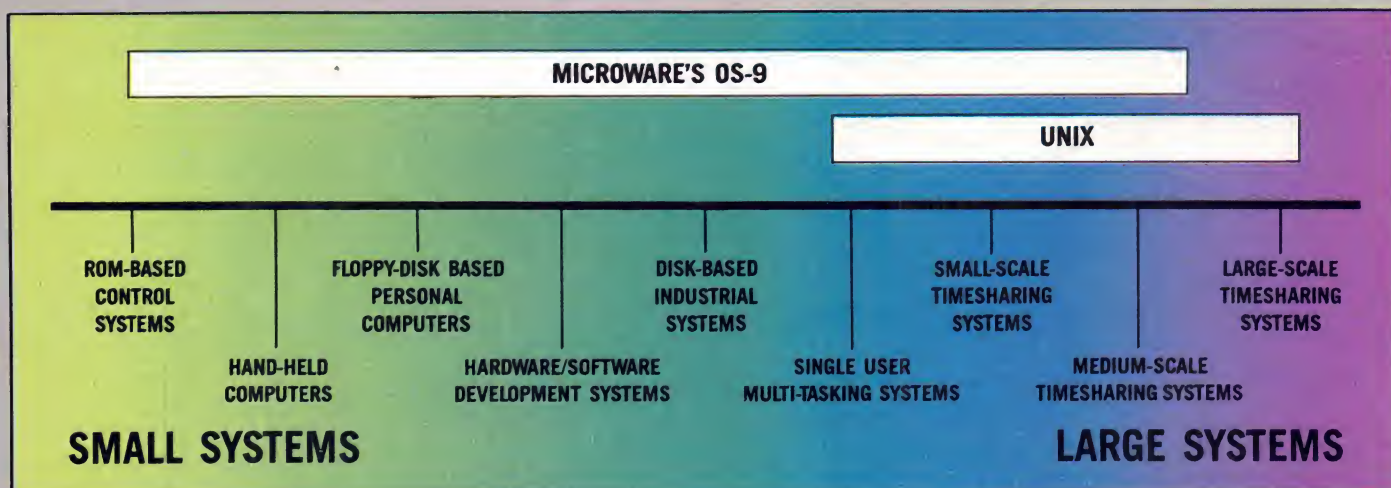 MICROWARE'S OS-9
UNIX
ROM-BASED
CONTROL
SYSTEMS
HAND-HELD
COMPUTERS
FLOPPY-DISK BASED
PERSONAL
COMPUTERS
HARDWARE/SOFTWARE
DEVELOPMENT SYSTEMS
DISK-BASED
INDUSTRIAL
SYSTEMS
SINGLE USER
MULTI-TASKING SYSTEMS
SMALL-SCALE
TIMESHARING
SYSTEMS
MEDIUM-SCALE
TIMESHARING SYSTEMS
LARGE-SCALE
TIMESHARING
SYSTEMS
SMALL SYSTEMS
LARGE SYSTEMS